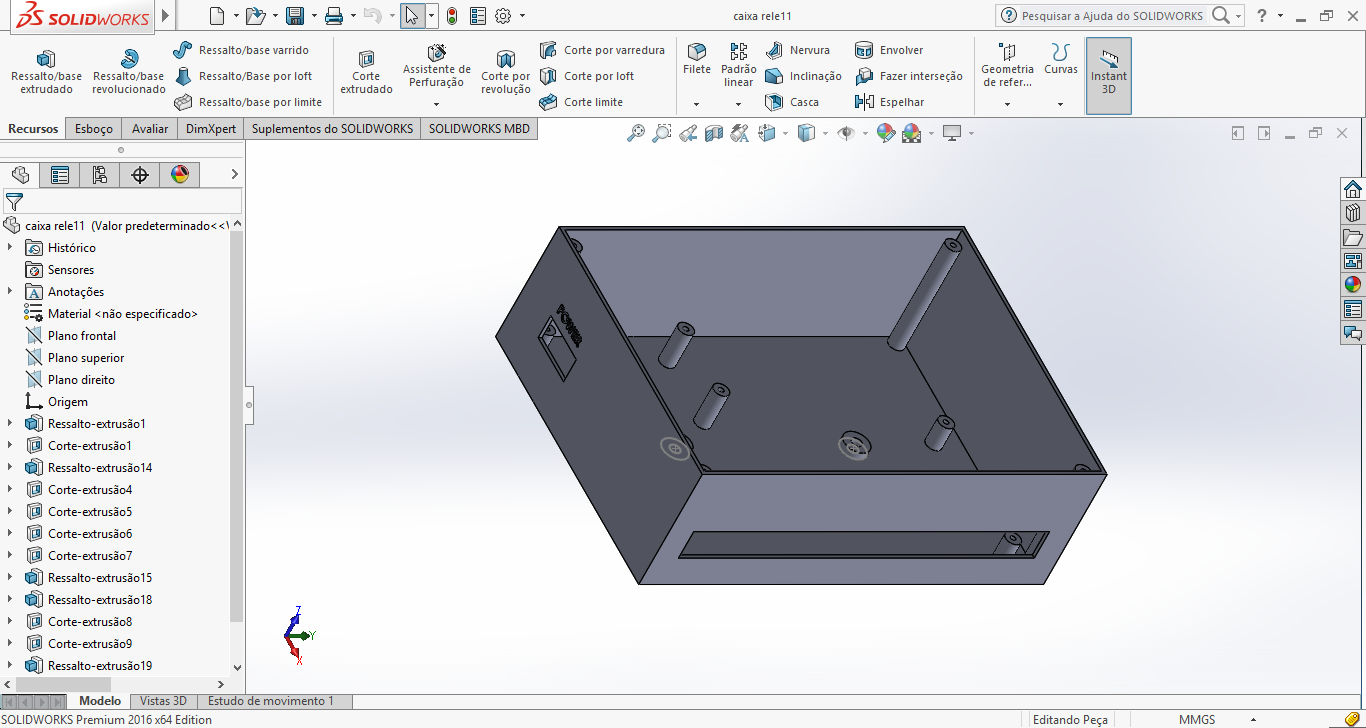 SOLIDWORKS
caixa rele11
Pesquisar a Ajuda do SOLIDWORKS
?
Ressalto/base extrudado
Ressalto/base revolucionado
Ressalto/base varrido
Ressalto/Base por loft
Ressalto/base por limite
Corte extrudado
Assistente de Perfuração
Corte por revolução
Corte por varredura
Corte por loft
Corte limite
Filete
Padrão linear
Nervura
Inclinação
Casca
Envolver
Fazer interseção
Espelhar
Geometria de refer...
Curvas
Instant 3D
Recursos
Esboço
Avaliar
DimXpert
Suplementos do SOLIDWORKS
SOLIDWORKS MBD
caixa rele11 (Valor predeterminado<<
Histórico
Sensores
Anotações
Material <não especificado>
Plano frontal
Plano superior
Plano direito
Origem
Ressalto-extrusão1
Corte-extrusão1
Ressalto-extrusão14
Corte-extrusão4
Corte-extrusão5
Corte-extrusão6
Corte-extrusão7
Ressalto-extrusão15
Ressalto-extrusão18
Corte-extrusão8
Corte-extrusão9
Ressalto-extrusão19
POWER
Z
Y
X
Modelo
Vistas 3D
Estudo de movimento 1
SOLIDWORKS Premium 2016 x64 Edition
Editando Peça
MMGS